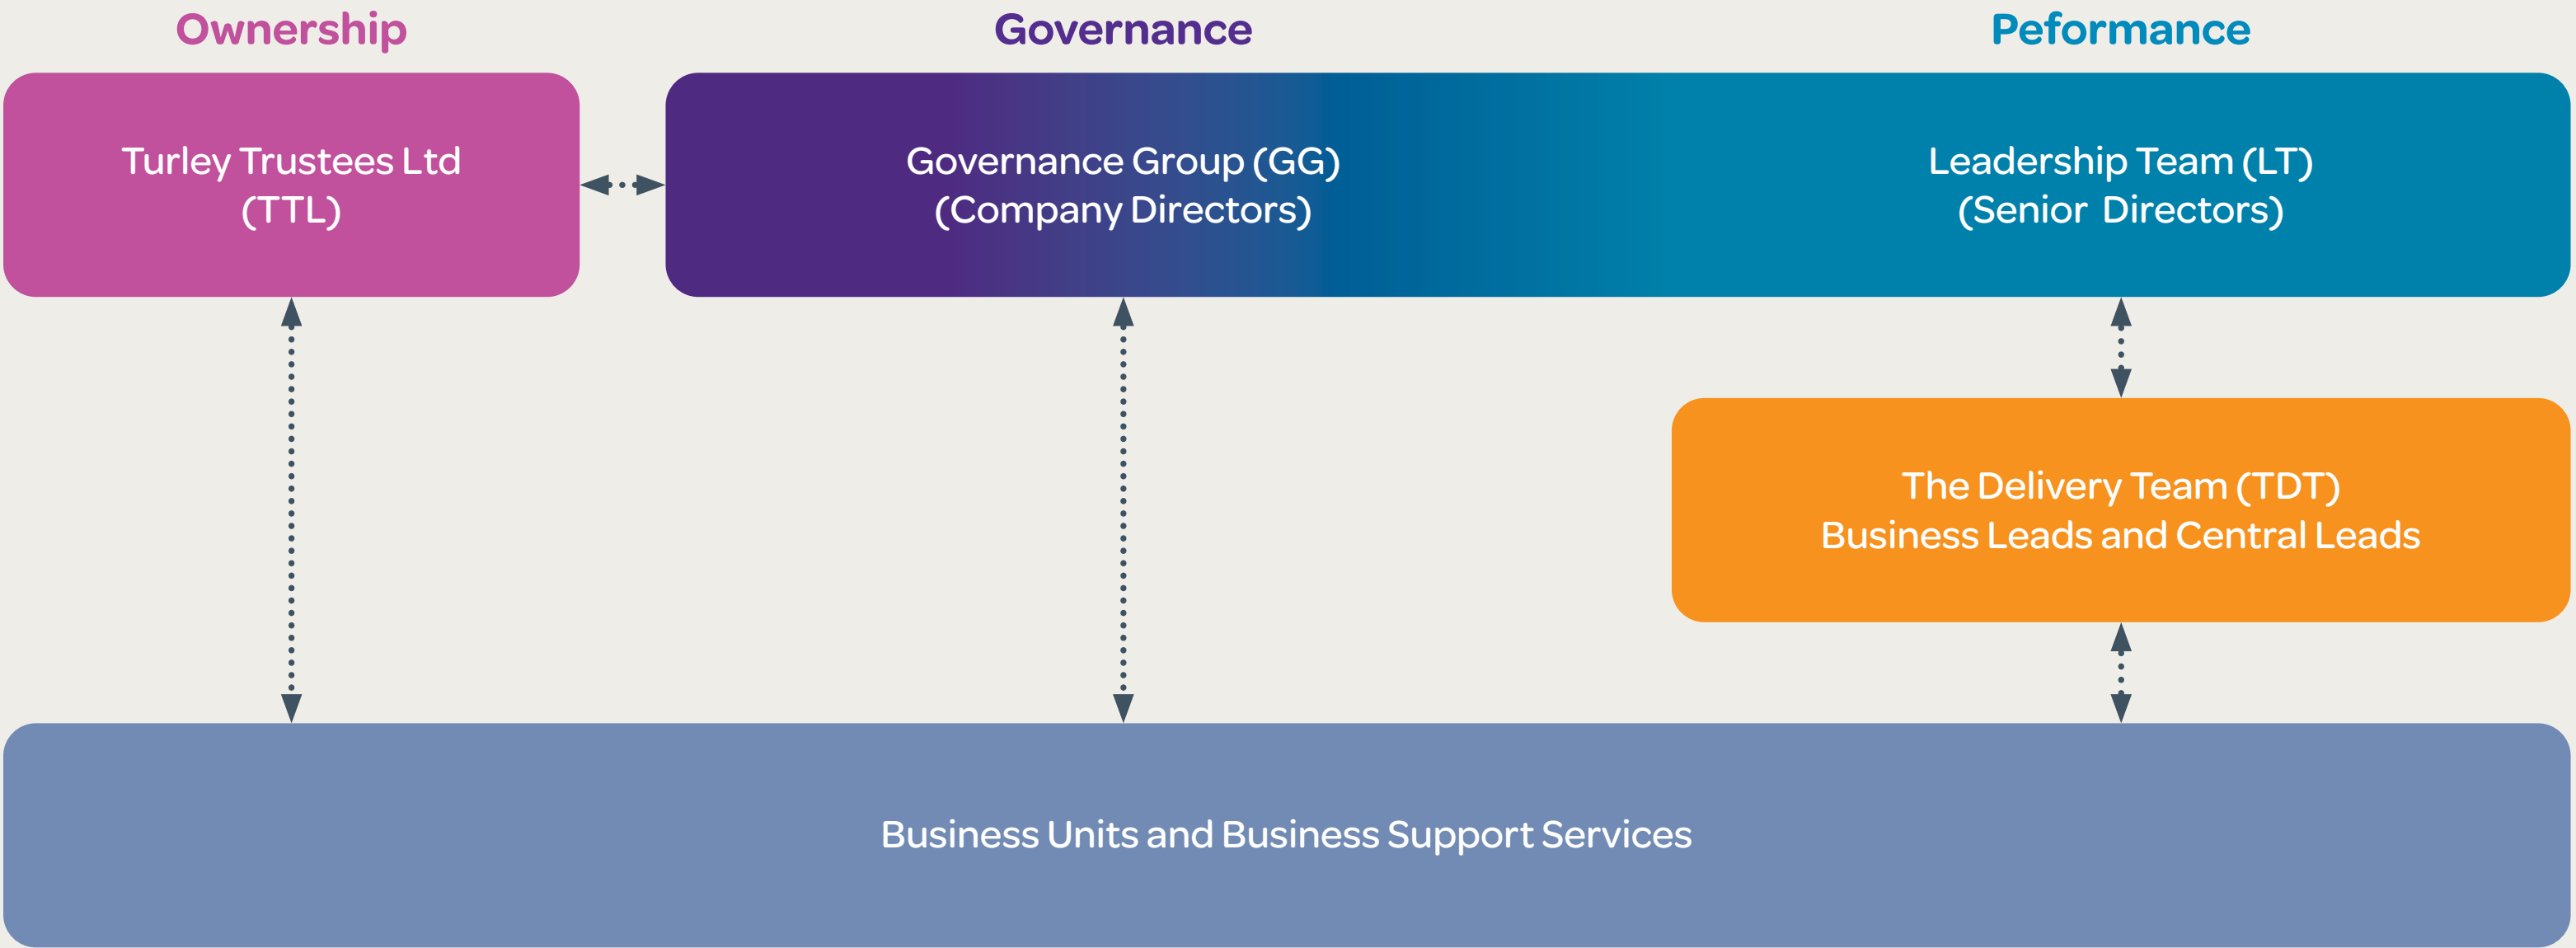 Ownership
Governance
Peformance
Turley Trustees Ltd
(TTL)
Governance Group (GG)
(Company Directors)
Leadership Team (LT)
(Senior Directors)
The Delivery Team (TDT)
Business Leads and Central Leads
Business Units and Business Support Services